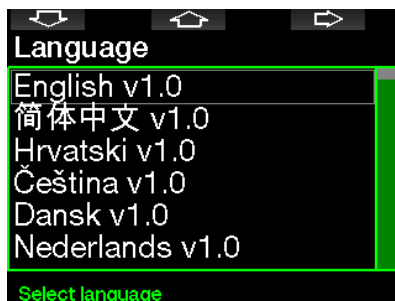 Language
English v1.0
简体中文 v1.0
Hrvatski v1.0
Čeština v1.0
Dansk v1.0
Nederlands v1.0
Select language